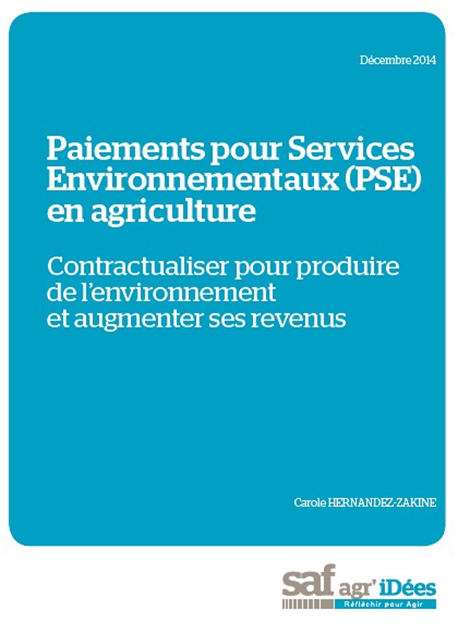 Décembre 2014
Paiements pour Services
Environnementaux (PSE)
en agriculture
Contractualiser pour produire
de l'environnement
et augmenter ses revenus
Carole HERNANDEZ-ZAKINE
saf agr' iDées
Réfléchir pour Agir